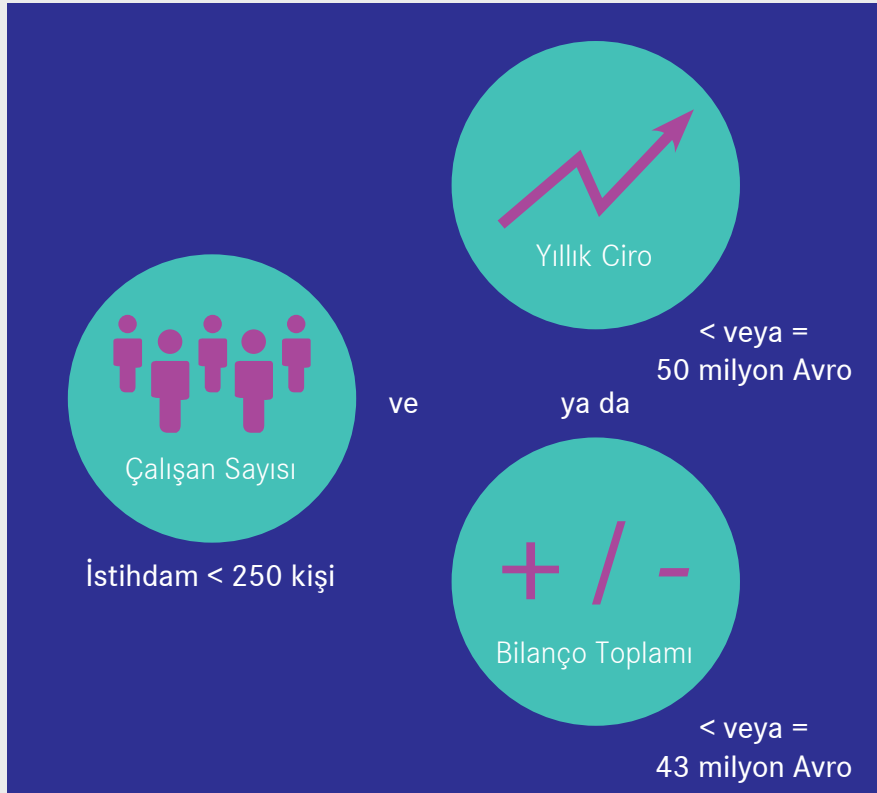 Çalışan Sayısı
İstihdam < 250 kişi
ve
Yıllık Ciro
< veya =
50 milyon Avro
ya da
+ / -
Bilanço Toplamı
< veya =
43 milyon Avro